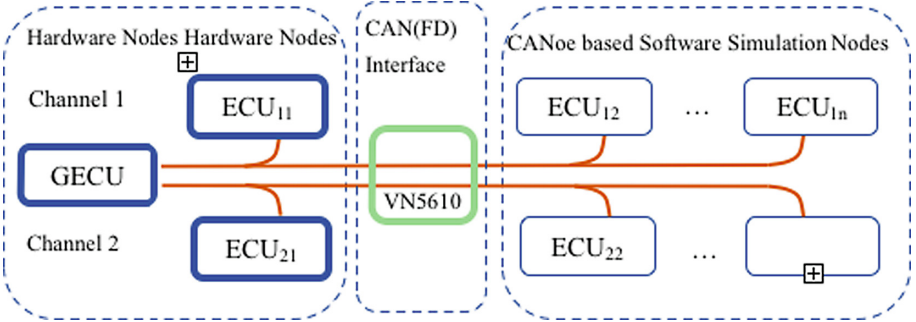 Hardware Nodes Hardware Nodes
CAN(FD)
Interface
CANoe based Software Simulation Nodes
Channel 1
ECU11
ECU12
...
ECU1n
GECU
VN5610
Channel 2
ECU21
ECU22
...